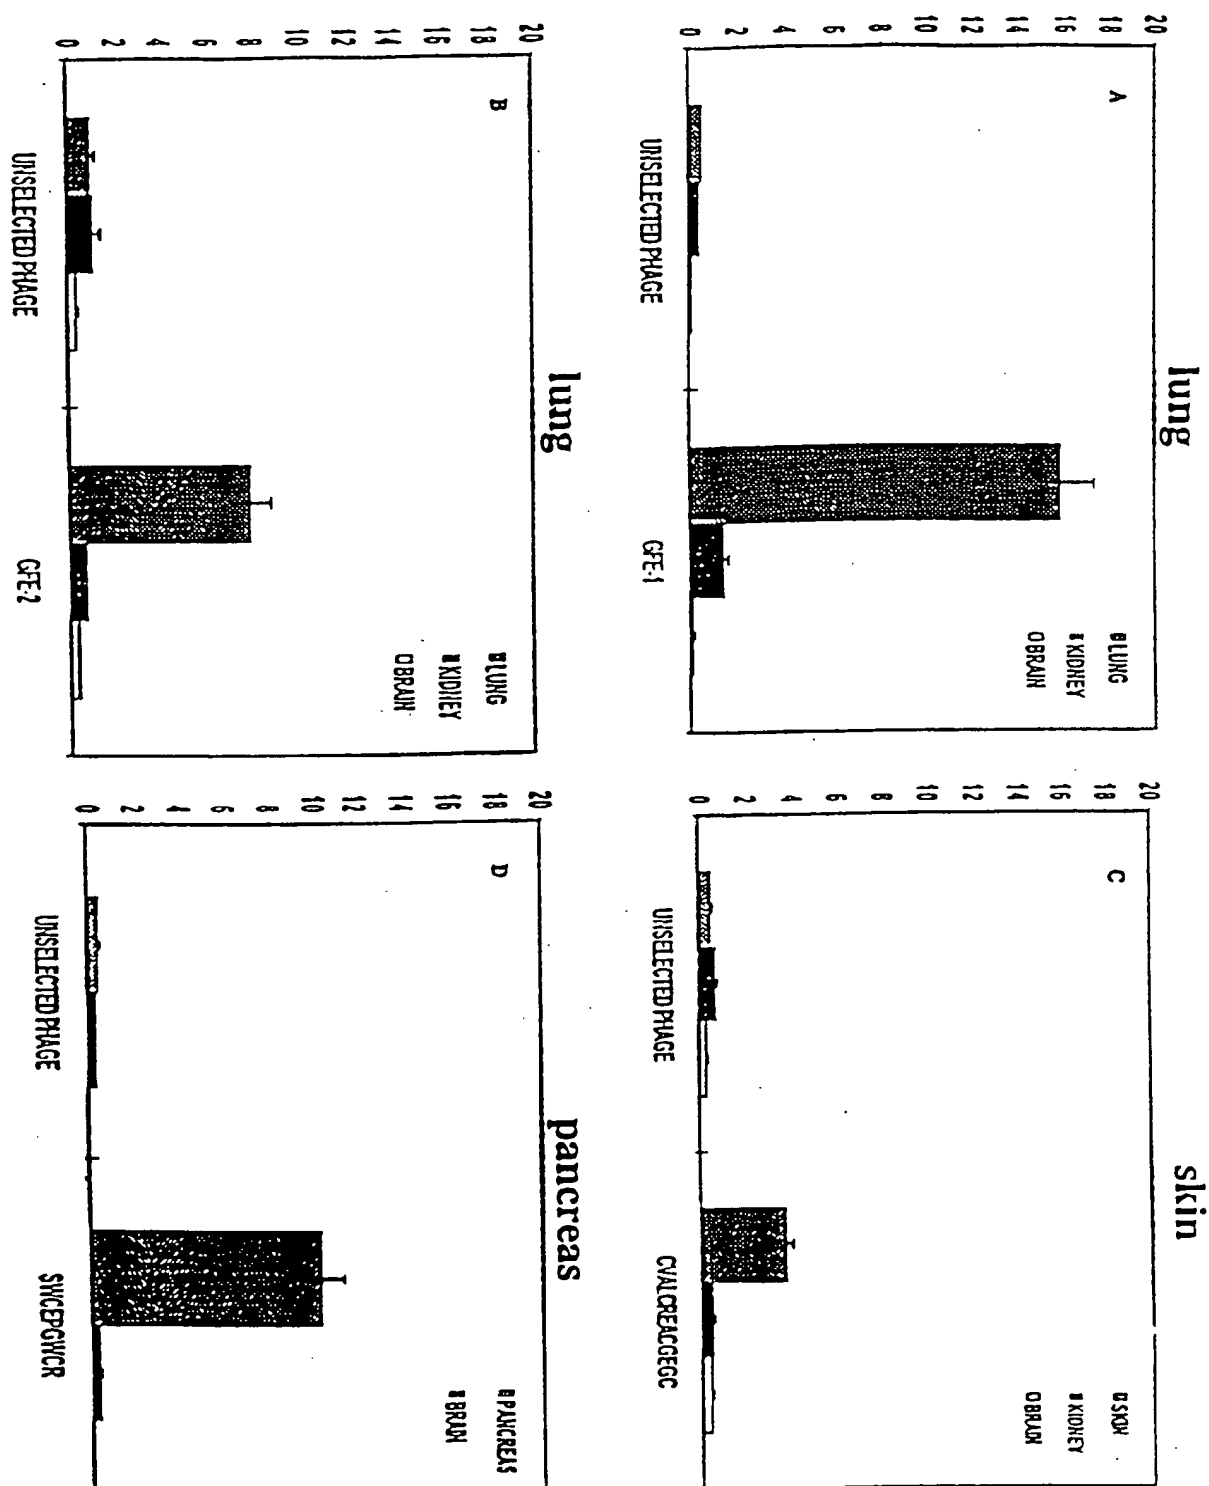 lung
20
18
16
14
12
10
8
6
4
2
0
A
LUNG
KIDNEY
BRAIN
UNSELECTED PHAGE
GFE-1
skin
20
18
16
14
12
10
8
6
4
2
0
C
SKIN
KIDNEY
BRAIN
UNSELECTED PHAGE
CVALCREACGEGC
lung
20
18
16
14
12
10
8
6
4
2
0
B
LUNG
KIDNEY
BRAIN
UNSELECTED PHAGE
GFE-2
pancreas
20
18
16
14
12
10
8
6
4
2
0
D
PANCREAS
BRAIN
UNSELECTED PHAGE
SWCEPGWCR